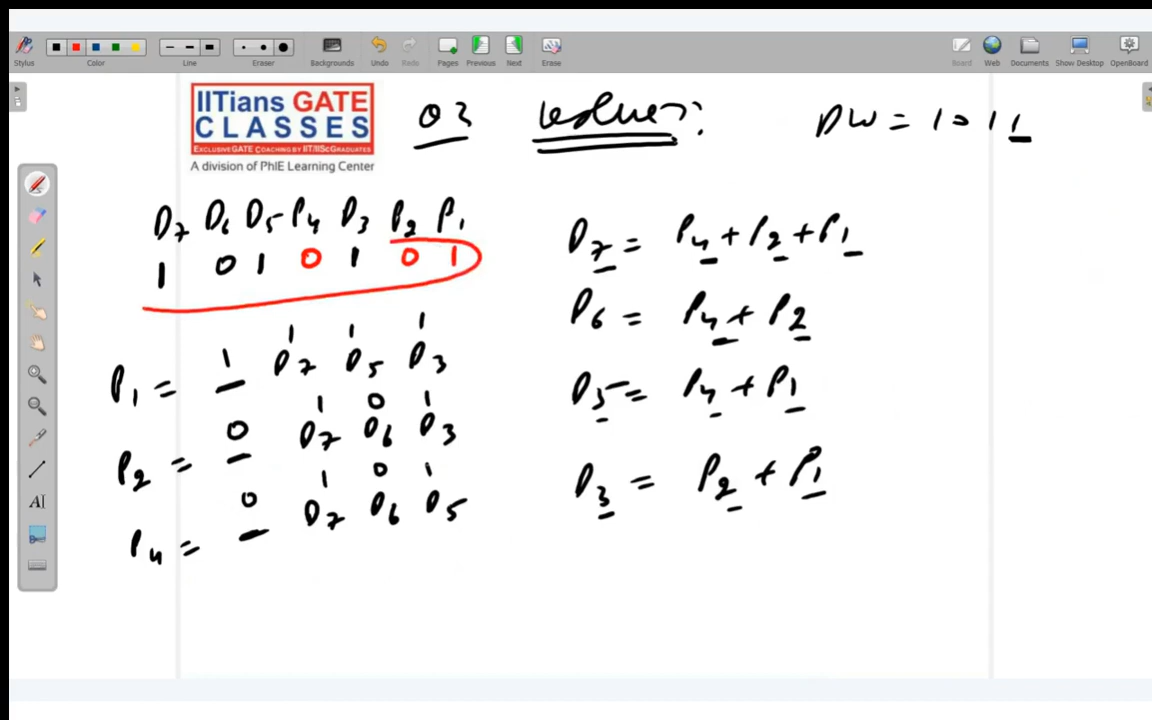 Stylus Color Line Eraser Backgrounds Undo Redo Pages Previous Next Erase Board Web Documents Show Desktop OpenBoard
IITians GATE
CLASSES
EXCLUSIVE GATE COACHING BY IIT/IISc GRADUATES
A division of PhIE Learning Center
Q2
DW = 1011
D7 D6 D5 P4 D3 P2 P1
1 0 1 0 1 0 1
1 1 1
P1 = 1 D7 D5 D3
1 0 1
P2 = 0 D7 D6 D3
1 0 1
P4 = 0 D7 D6 D5
D7 = P4 + P2 + P1
D6 = P4 + P2
D5 = P4 + P1
D3 = P2 + P1
AI